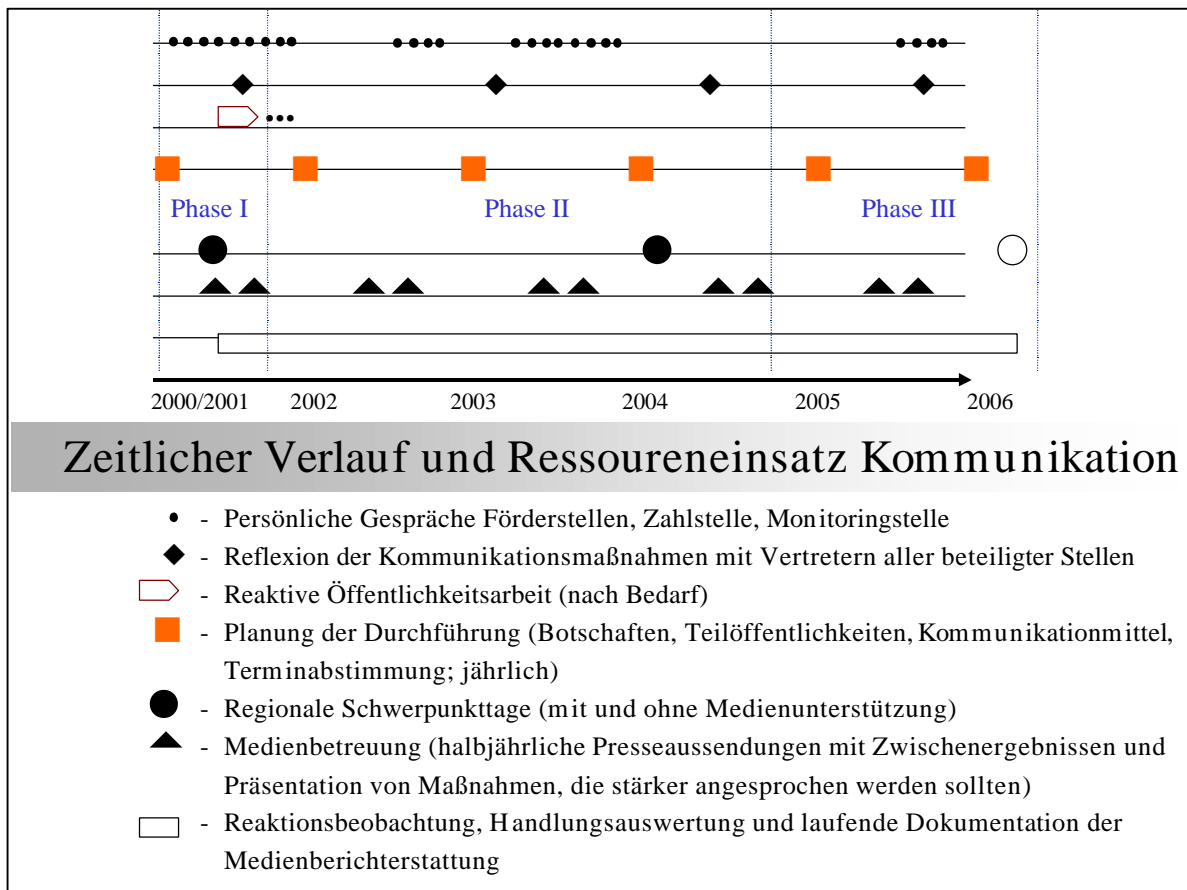 Phase I Phase II Phase III
2000/2001 2002 2003 2004 2005 2006
Zeitlicher Verlauf und Ressoureneinsatz Kommunikation
- Persönliche Gespräche Förderstellen, Zahlstelle, Monitoringstelle
- Reflexion der Kommunikationsmaßnahmen mit Vertretern aller beteiligter Stellen
- Reaktive Öffentlichkeitsarbeit (nach Bedarf)
- Planung der Durchführung (Botschaften, Teilöffentlichkeiten, Kommunikationmittel,
Terminabstimmung; jährlich)
- Regionale Schwerpunkttage (mit und ohne Medienunterstützung)
- Medienbetreuung (halbjährliche Presseaussendungen mit Zwischenergebnissen und
Präsentation von Maßnahmen, die stärker angesprochen werden sollten)
- Reaktionsbeobachtung, Handlungsauswertung und laufende Dokumentation der
Medienberichterstattung